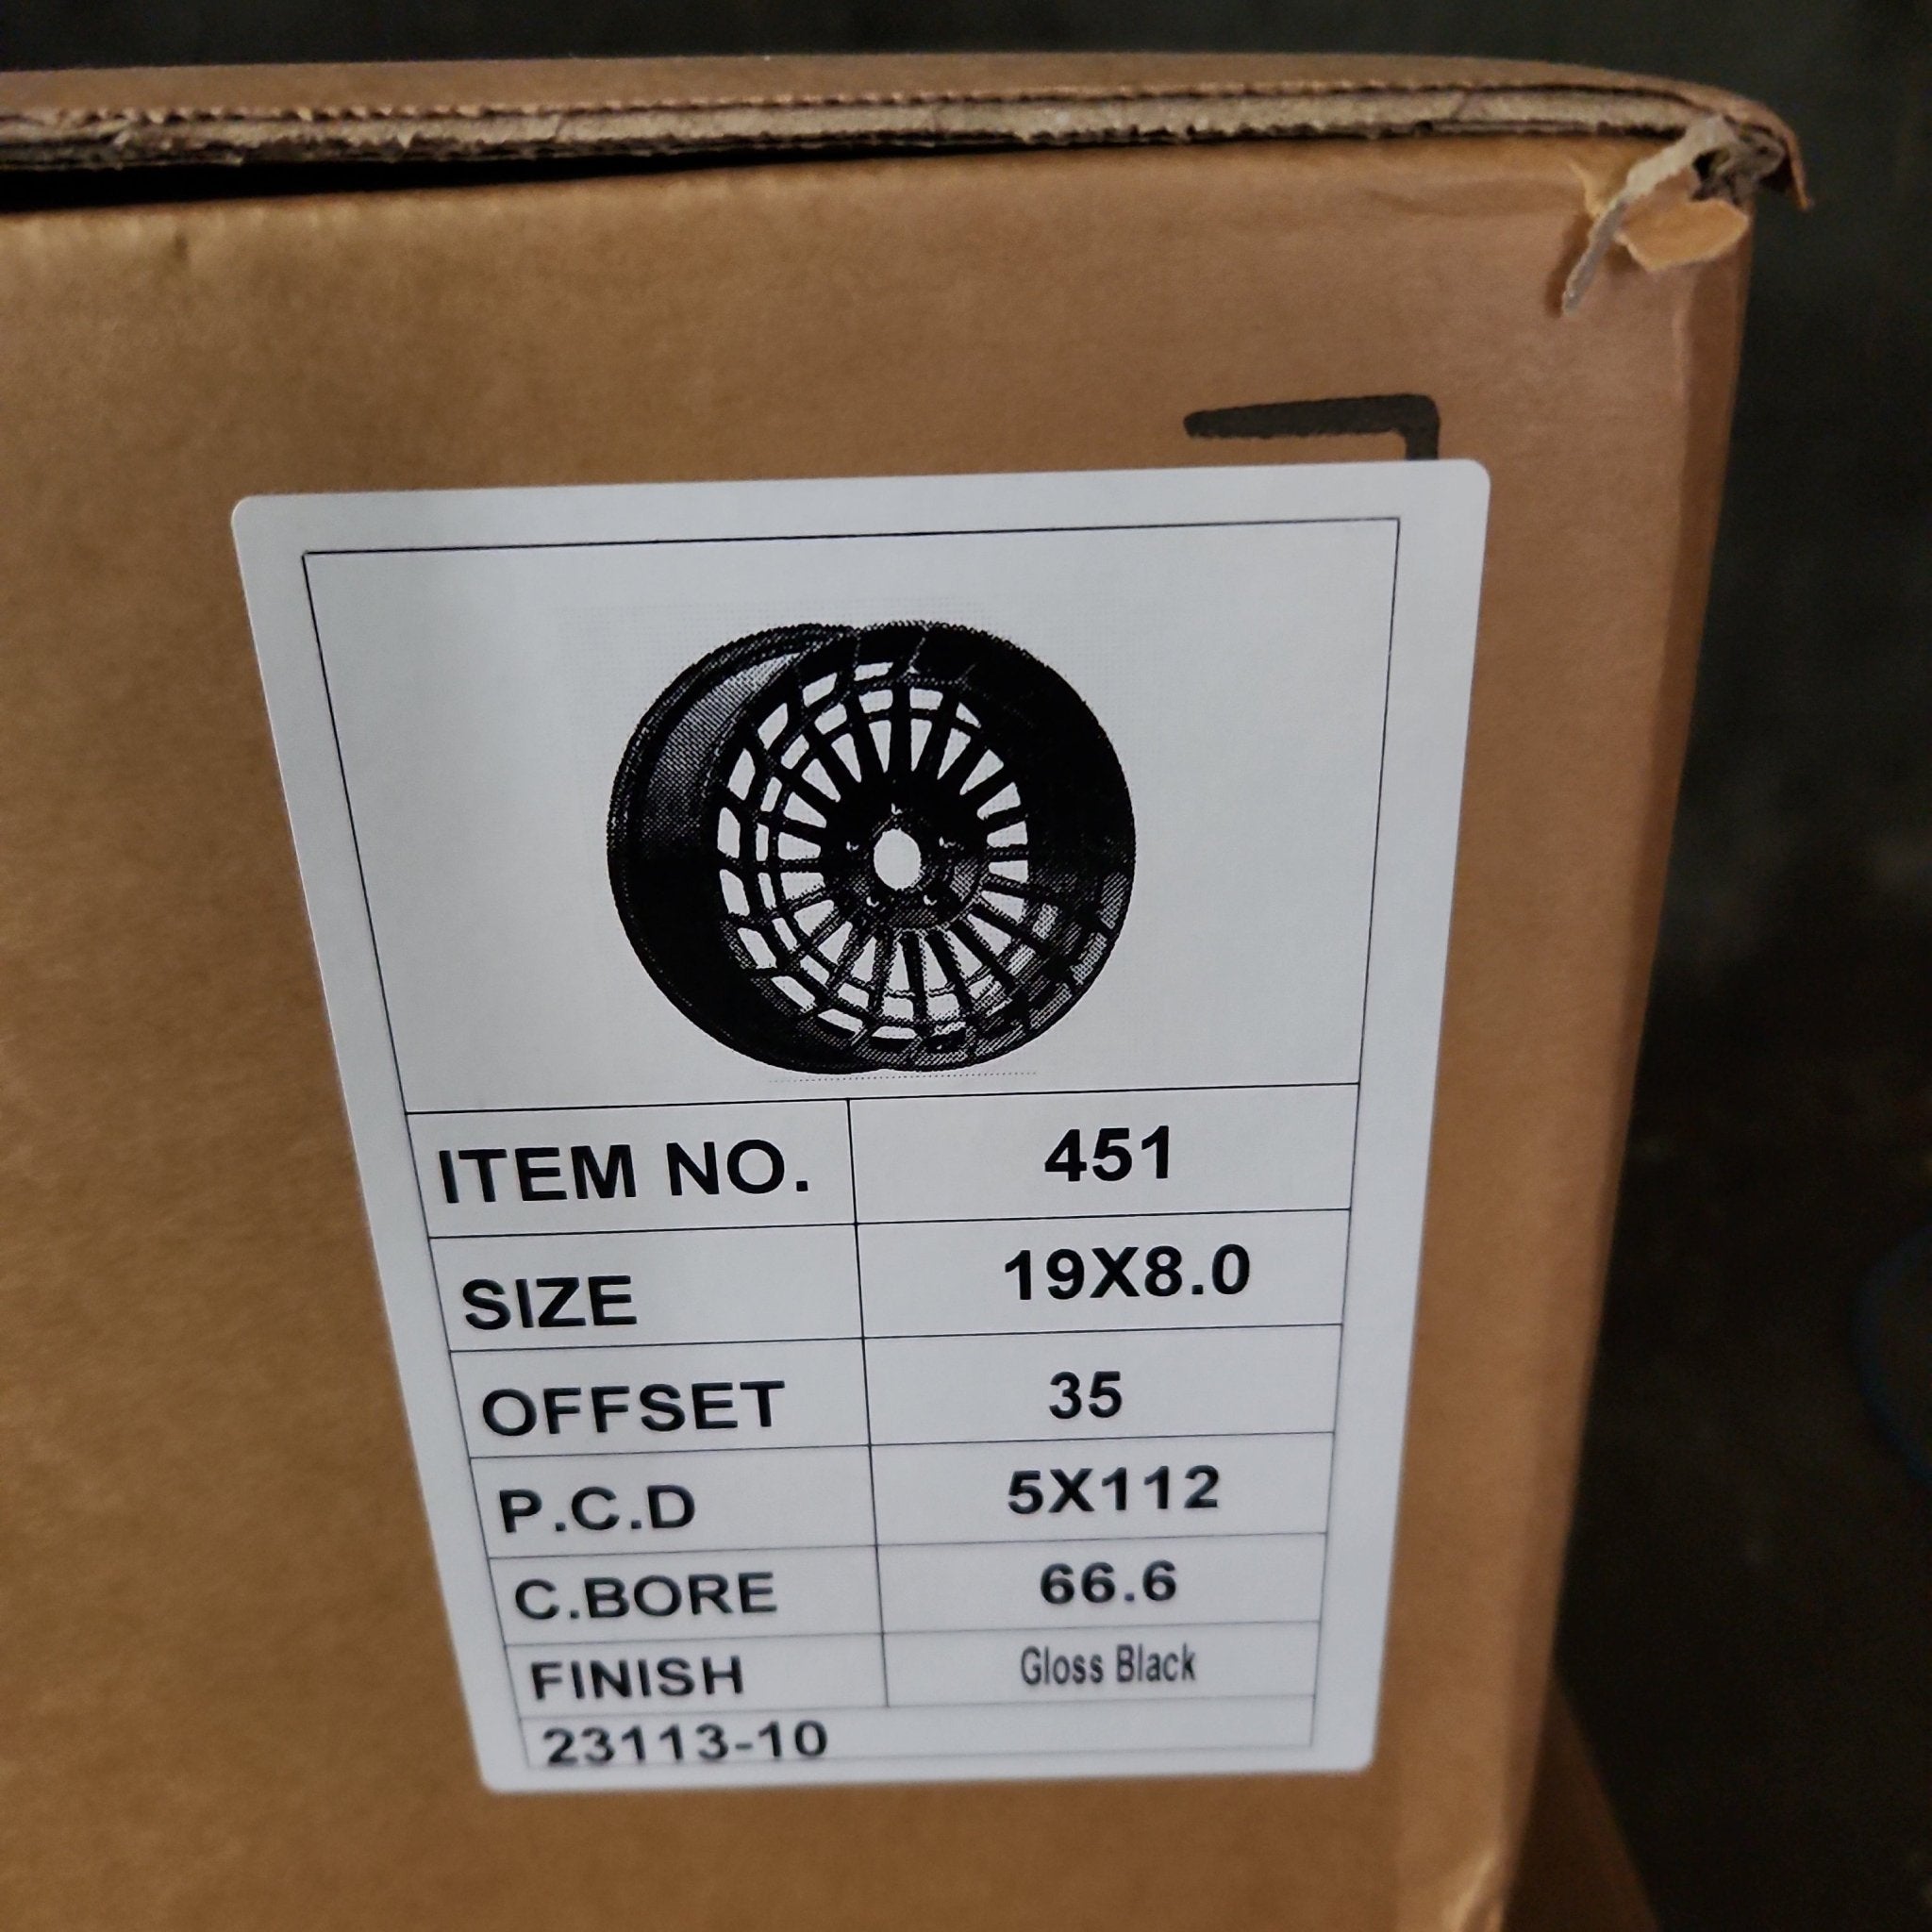 ITEM NO. 451
SIZE 19X8.0
OFFSET 35
P.C.D 5X112
C.BORE 66.6
FINISH Gloss Black
23113-10